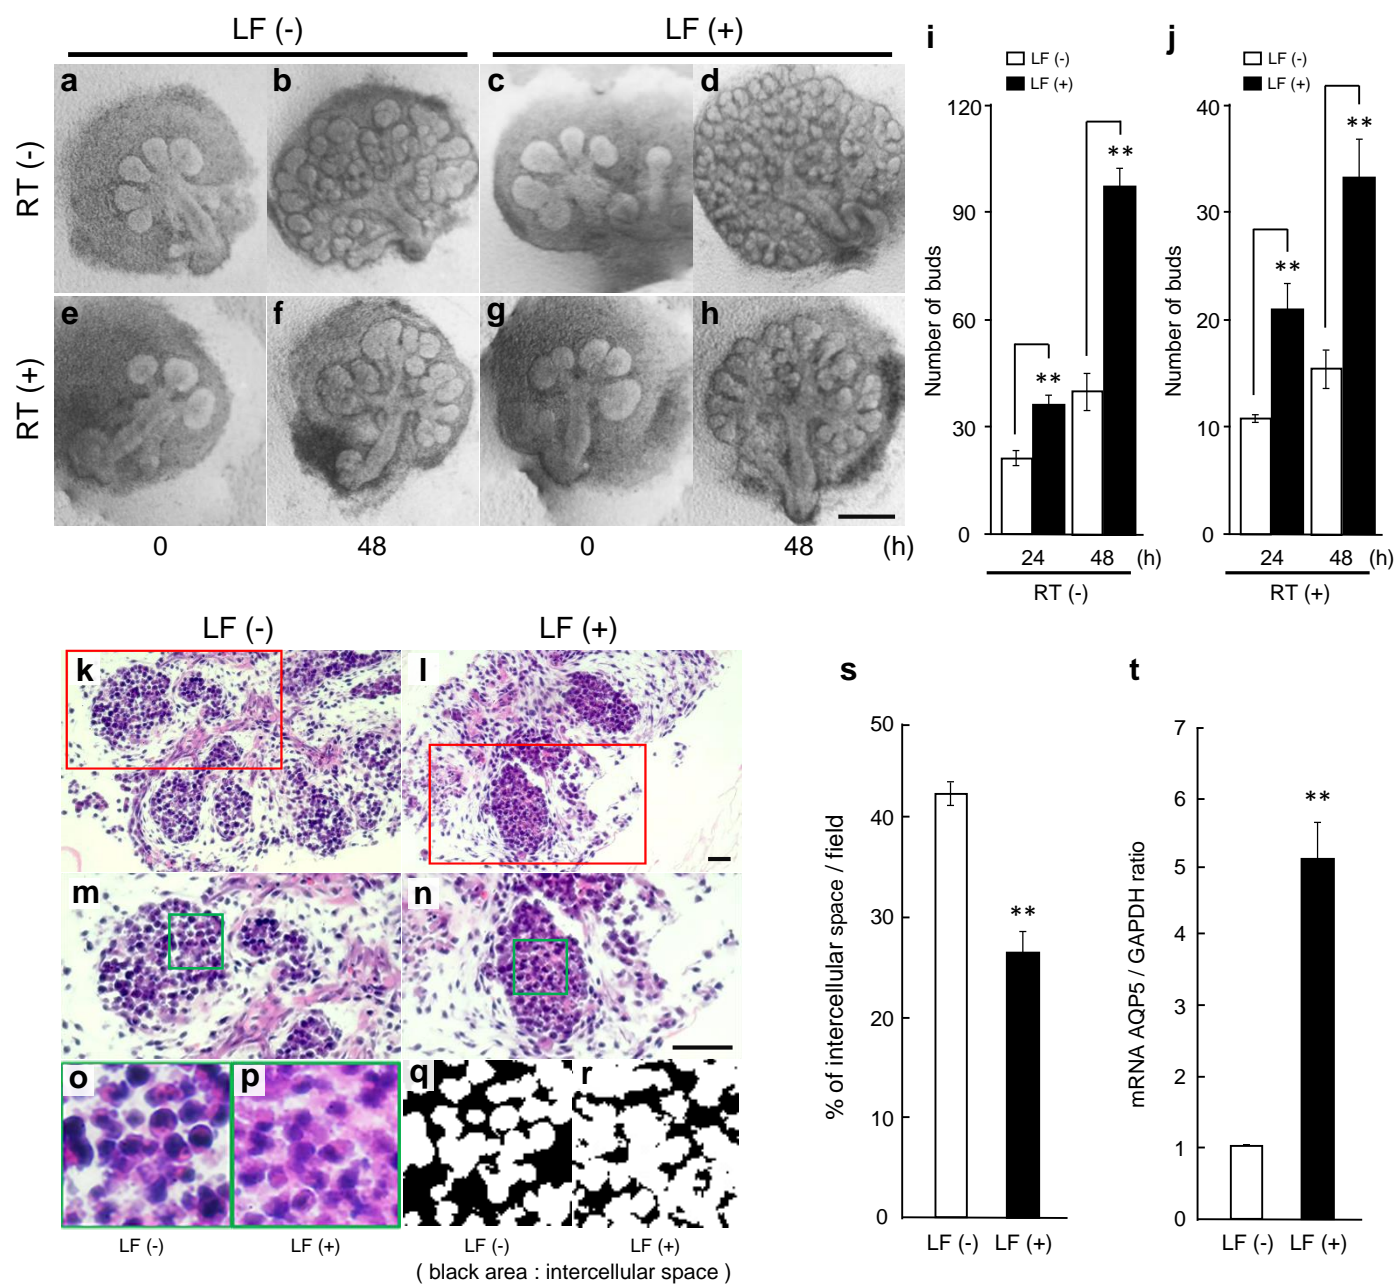 LF (-)
LF (+)
RT (-)
a
b
c
d
RT (+)
e
f
g
h
0
48
0
48
(h)
i
LF (-)
LF (+)
Number of buds
120
90
60
30
0
**
**
24
48
(h)
RT (-)
j
LF (-)
LF (+)
Number of buds
40
30
20
10
0
**
**
24
48
(h)
RT (+)
LF (-)
LF (+)
k
l
m
n
o
p
q
r
LF (-)
LF (+)
LF (-)
LF (+)
( black area : intercellular space )
s
% of intercellular space / field
50
40
30
20
10
0
**
LF (-)
LF (+)
t
mRNA AQP5 / GAPDH ratio
7
6
5
4
3
2
1
0
**
LF (-)
LF (+)